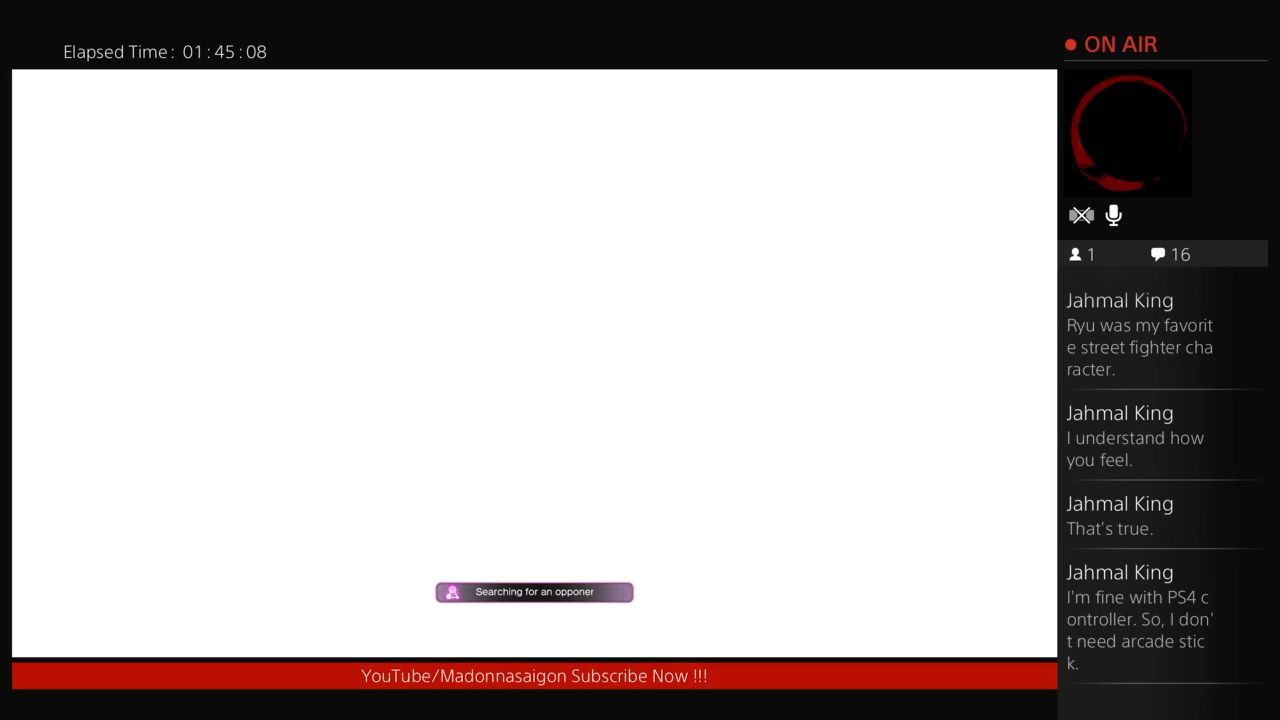 Elapsed Time: 01:45:08
ON AIR
1 16
Jahmal King
Ryu was my favorit
e street fighter cha
racter.
Jahmal King
I understand how
you feel.
Jahmal King
That's true.
Jahmal King
I'm fine with PS4 c
ontroller. So, I don'
t need arcade stic
k.
Searching for an opponer
YouTube/Madonnasaigon Subscribe Now !!!